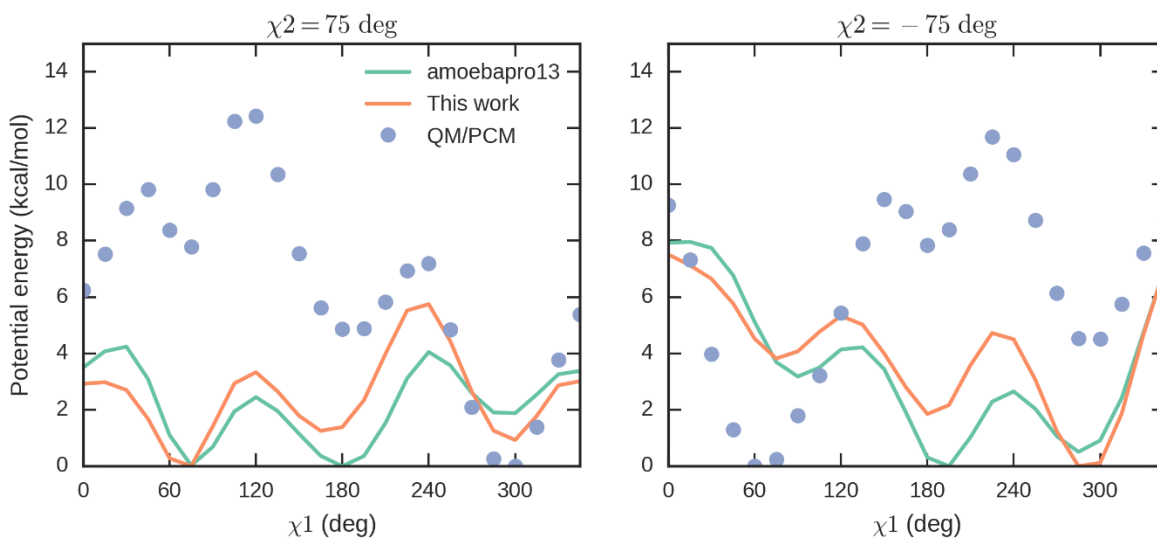 χ2 = 75 deg
χ2 = − 75 deg
Potential energy (kcal/mol)
14
12
10
8
6
4
2
0
amoebapro13
This work
QM/PCM
0 60 120 180 240 300
χ1 (deg)
14
12
10
8
6
4
2
0
0 60 120 180 240 300
χ1 (deg)